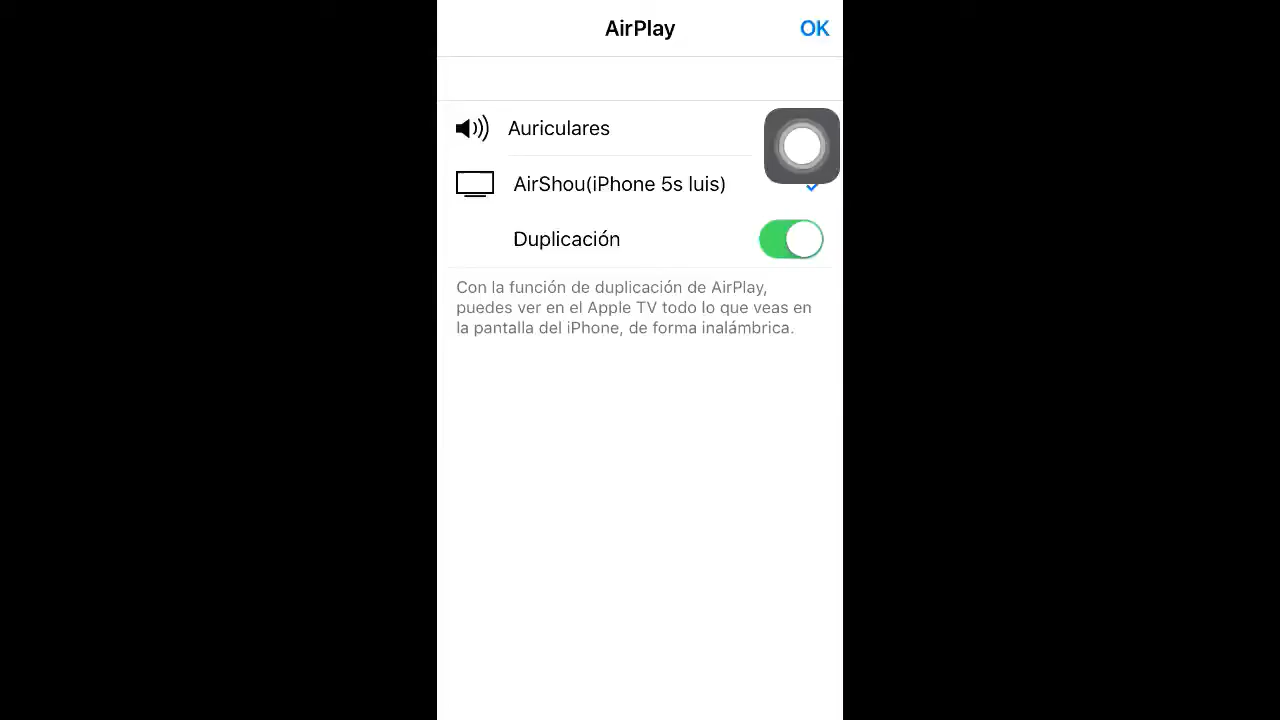 AirPlay
OK
Auriculares
AirShou(iPhone 5s luis)
Duplicación
Con la función de duplicación de AirPlay,
puedes ver en el Apple TV todo lo que veas en
la pantalla del iPhone, de forma inalámbrica.